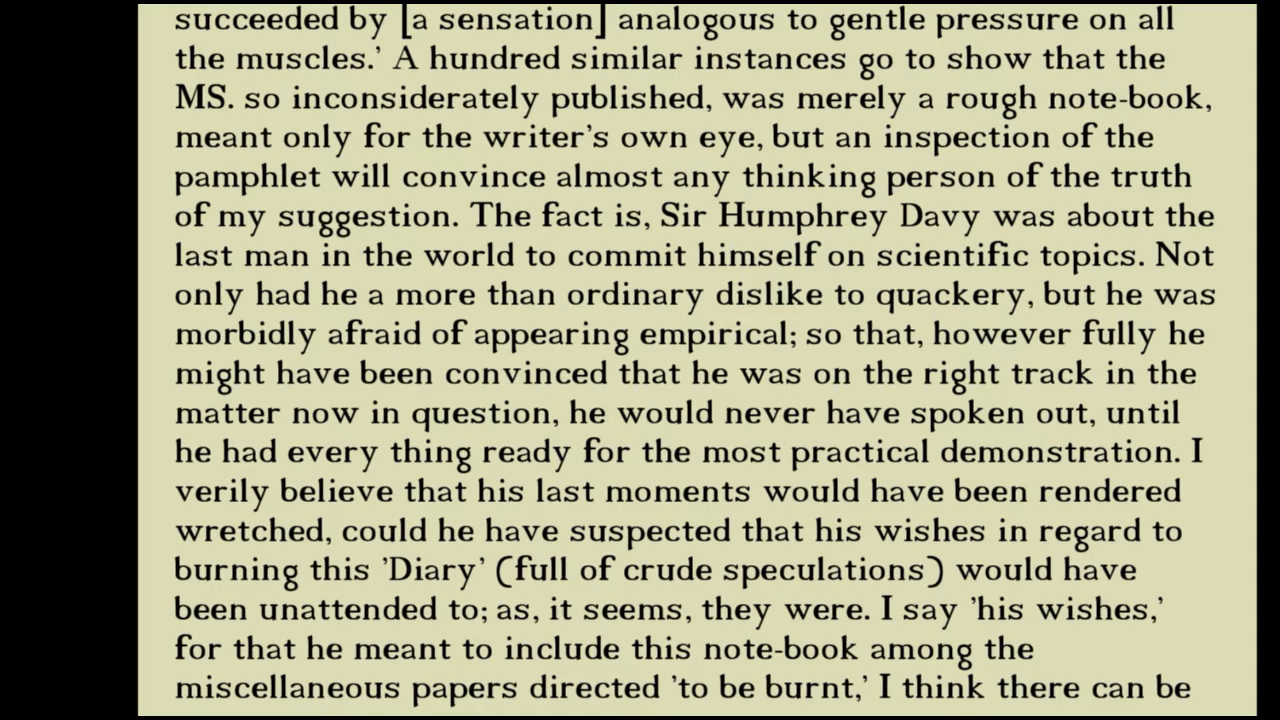 succeeded by [a sensation] analogous to gentle pressure on all
the muscles.' A hundred similar instances go to show that the
MS. so inconsiderately published, was merely a rough note-book,
meant only for the writer's own eye, but an inspection of the
pamphlet will convince almost any thinking person of the truth
of my suggestion. The fact is, Sir Humphrey Davy was about the
last man in the world to commit himself on scientific topics. Not
only had he a more than ordinary dislike to quackery, but he was
morbidly afraid of appearing empirical; so that, however fully he
might have been convinced that he was on the right track in the
matter now in question, he would never have spoken out, until
he had every thing ready for the most practical demonstration. I
verily believe that his last moments would have been rendered
wretched, could he have suspected that his wishes in regard to
burning this 'Diary' (full of crude speculations) would have
been unattended to; as, it seems, they were. I say 'his wishes,'
for that he meant to include this note-book among the
miscellaneous papers directed 'to be burnt,' I think there can be